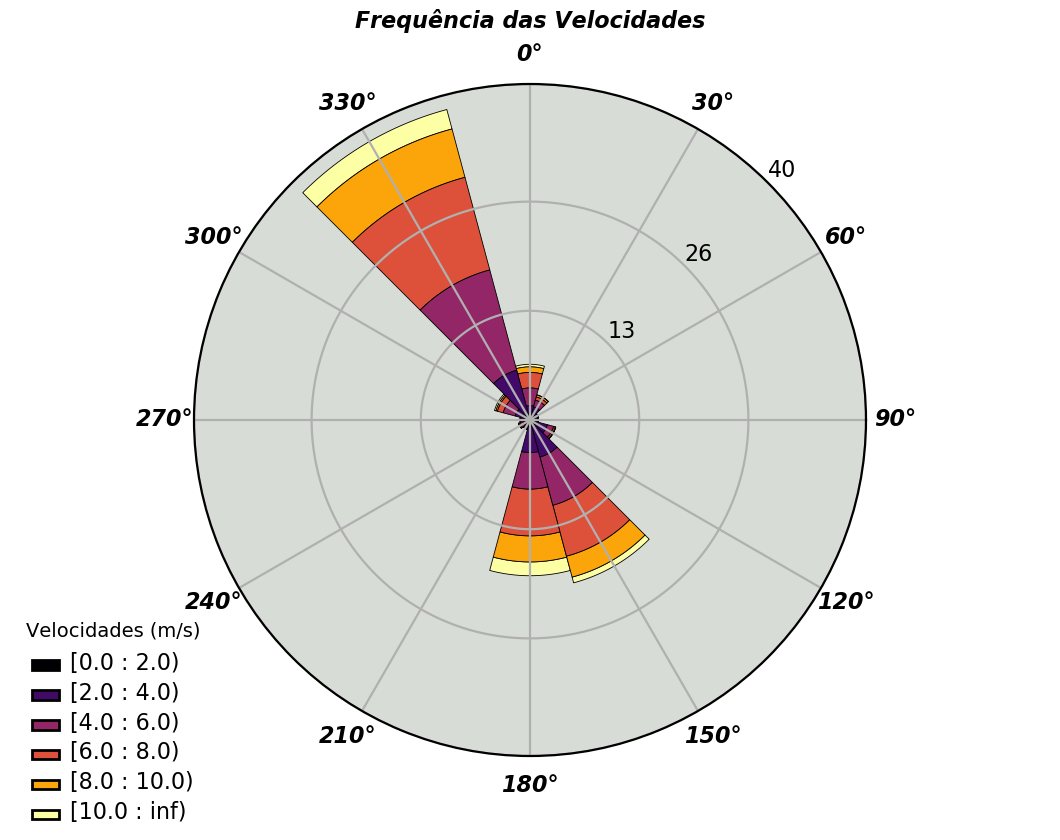 Frequência das Velocidades
0°
330°
30°
40
300°
60°
26
13
270°
90°
240°
120°
210°
150°
180°
Velocidades (m/s)
[0.0 : 2.0)
[2.0 : 4.0)
[4.0 : 6.0)
[6.0 : 8.0)
[8.0 : 10.0)
[10.0 : inf)